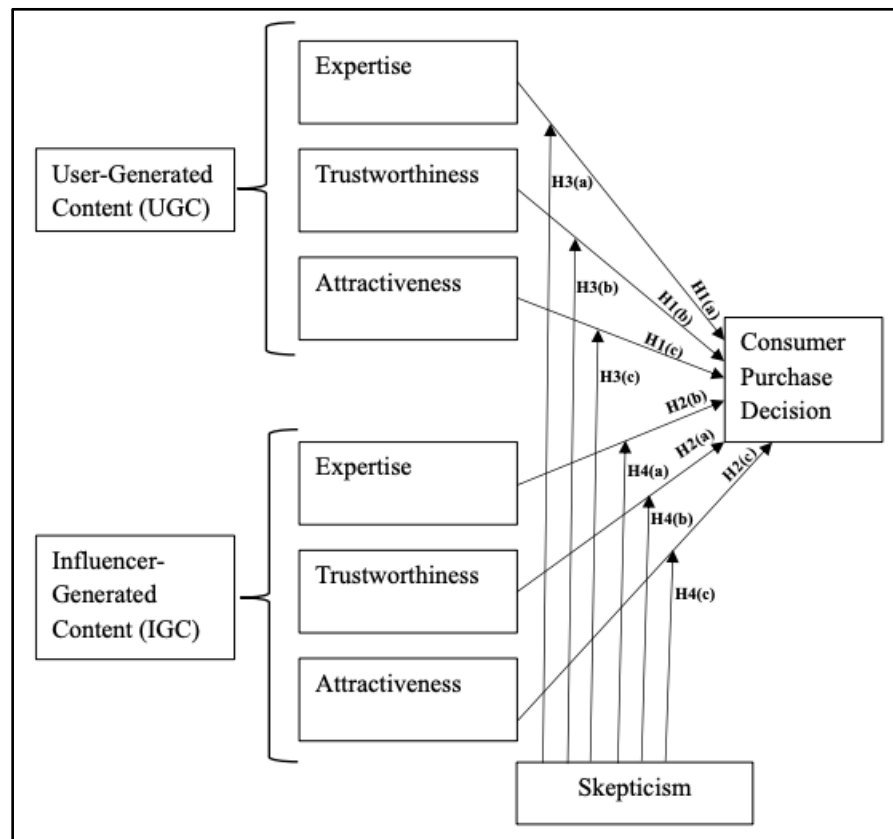 Expertise
User-Generated
Content (UGC)
Trustworthiness
Attractiveness
H3(a)
H3(b)
H3(c)
H1(a)
H1(b)
H1(c)
Consumer
Purchase
Decision
H2(b)
H2(a)
H2(c)
Influencer-
Generated
Content (IGC)
Expertise
Trustworthiness
Attractiveness
H4(a)
H4(b)
H4(c)
Skepticism